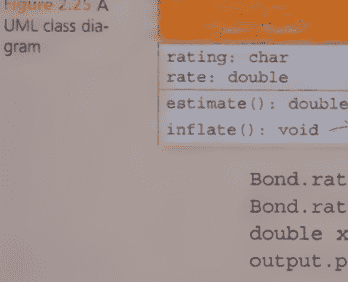 Figure 2.25 A
UML class dia-
gram
rating: char
rate: double
estimate(): double
inflate(): void
Bond.rat
Bond.rat
double x
output.p